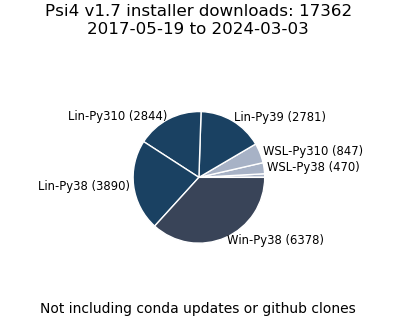 Psi4 v1.7 installer downloads: 17362
2017-05-19 to 2024-03-03
Lin-Py310 (2844)
Lin-Py39 (2781)
WSL-Py310 (847)
WSL-Py38 (470)
Lin-Py38 (3890)
Win-Py38 (6378)
Not including conda updates or github clones